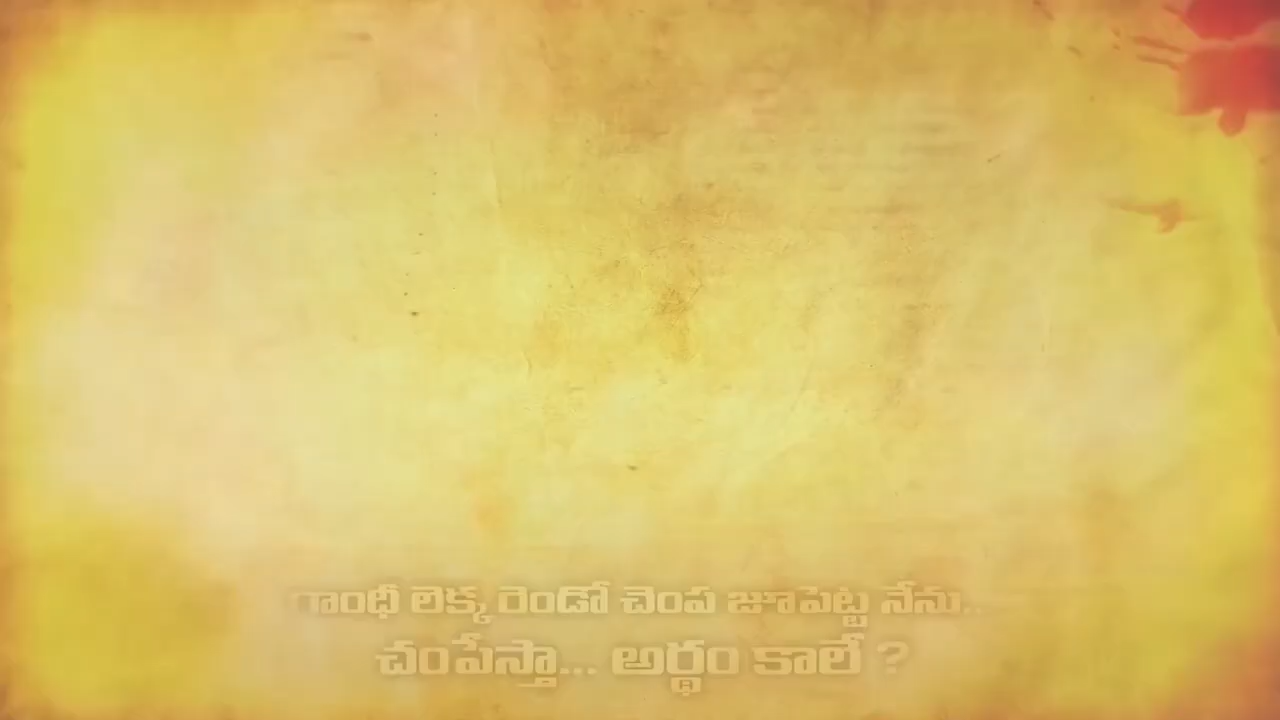 గాంధీ లెక్క రెండో చెంప జూపెట్ట నేను..
చంపేస్తా... అర్థం కాలే ?